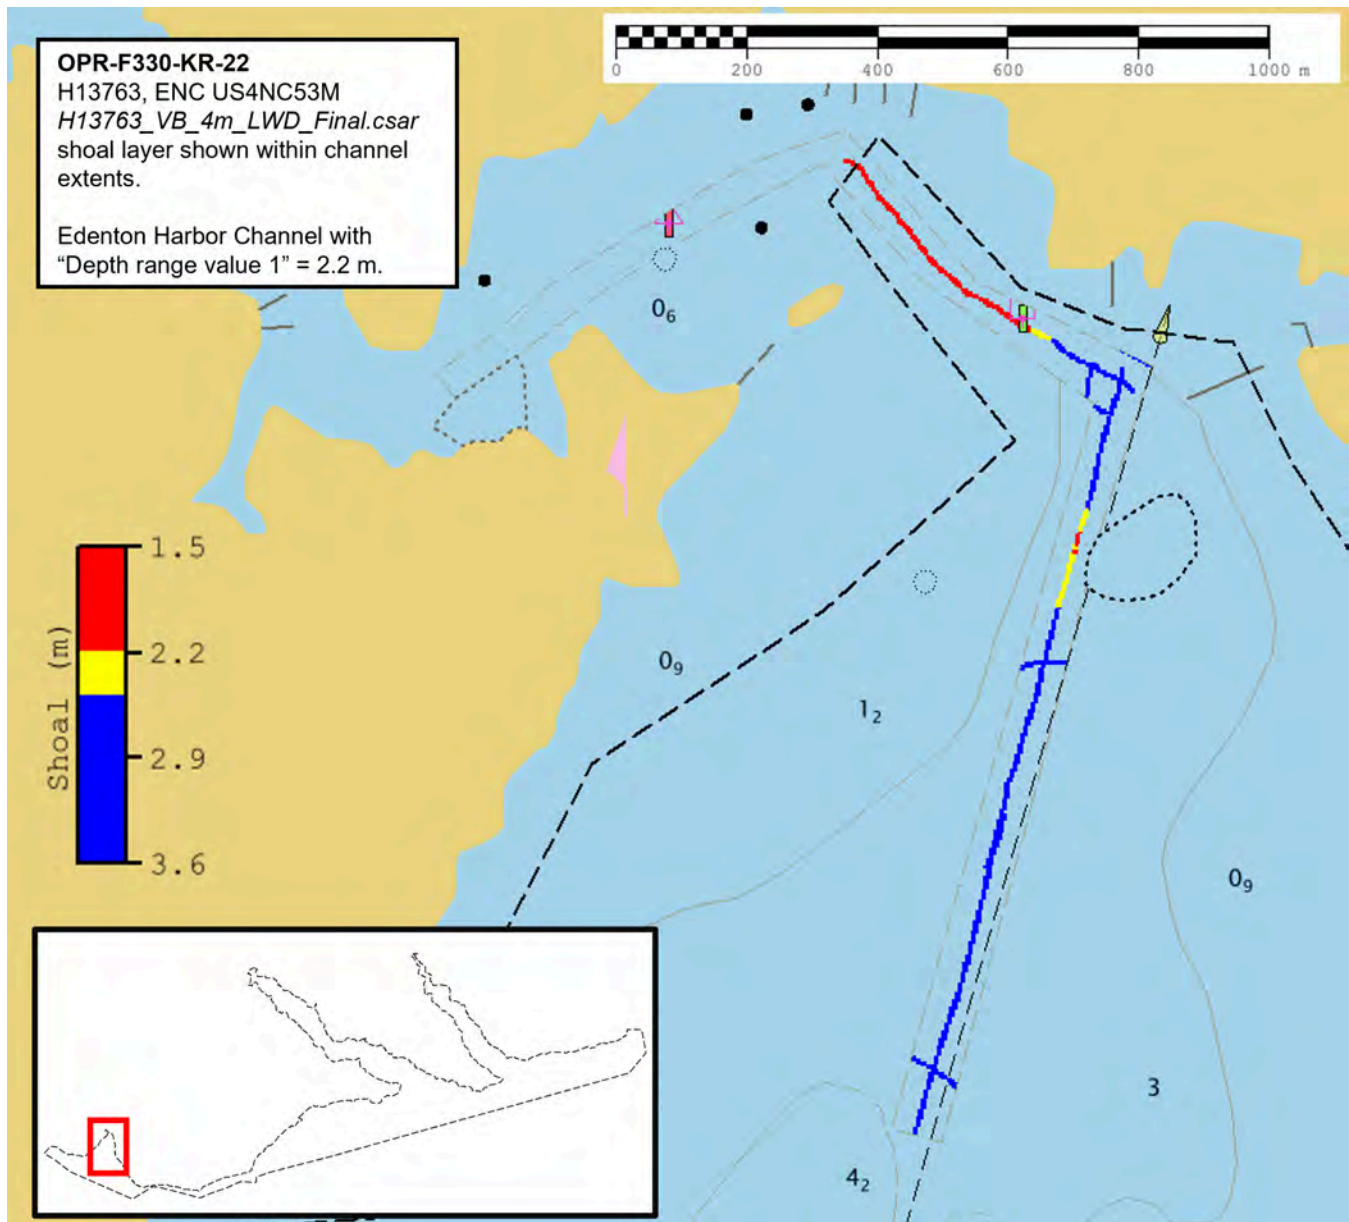 OPR-F330-KR-22
H13763, ENC US4NC53M
H13763_VB_4m_LWD_Final.csar
shoal layer shown within channel
extents.
Edenton Harbor Channel with
“Depth range value 1” = 2.2 m.
0 200 400 600 800 1000 m
0₆
0₉
1₂
0₉
3
4₂
Shoal (m)
1.5
2.2
2.9
3.6